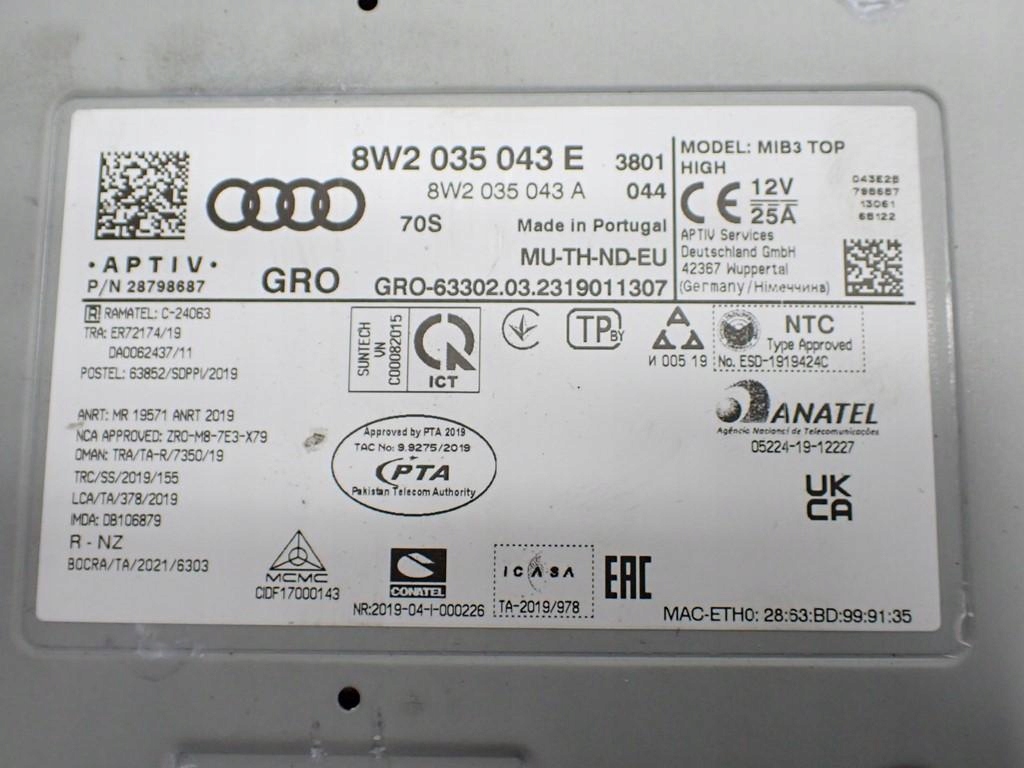 8W2 035 043 E 3801
8W2 035 043 A 044
70S Made in Portugal
MU-TH-ND-EU
·APTIV·
P/N 28798687
GRO
GRO-63302.03.2319011307
MODEL: MIB3 TOP
HIGH
CE 12V
25A
043E2B
798687
13061
68122
APTIV Services
Deutschland GmbH
42367 Wuppertal
(Germany/Німеччина)
R RAMATEL: C-24063
TRA: ER72174/19
DA0062437/11
POSTEL: 63852/SDPPI/2019
SUNTECH
VN
C00082015
ICT
TP BY
И 005 19
NTC
Type Approved
No. ESD-1919424C
ANRT: MR 19571 ANRT 2019
NCA APPROVED: ZRO-M8-7E3-X79
OMAN: TRA/TA-R/7350/19
TRC/SS/2019/155
LCA/TA/378/2019
IMDA: DB106879
R - NZ
BOCRA/TA/2021/6303
Approved by PTA 2019
TAC No: 9.9275/2019
PTA
Pakistan Telecom Authority
ANATEL
Agência Nacional de Telecomunicações
05224-19-12227
UK
CA
MCMC
CIDF17000143
CONATEL
NR:2019-04-I-000226
ICASA
TA-2019/978
EAC
MAC-ETH0: 28:63:BD:99:91:35